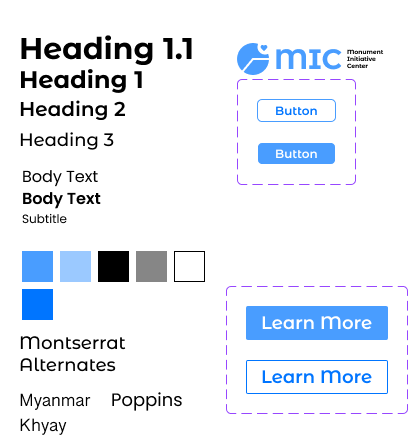 Heading 1.1
Heading 1
Heading 2
Heading 3
Body Text
Body Text
Subtitle
MIC
Monument
Initiative
Center
Button
Button
Learn More
Learn More
Montserrat
Alternates
Myanmar
Khyay
Poppins